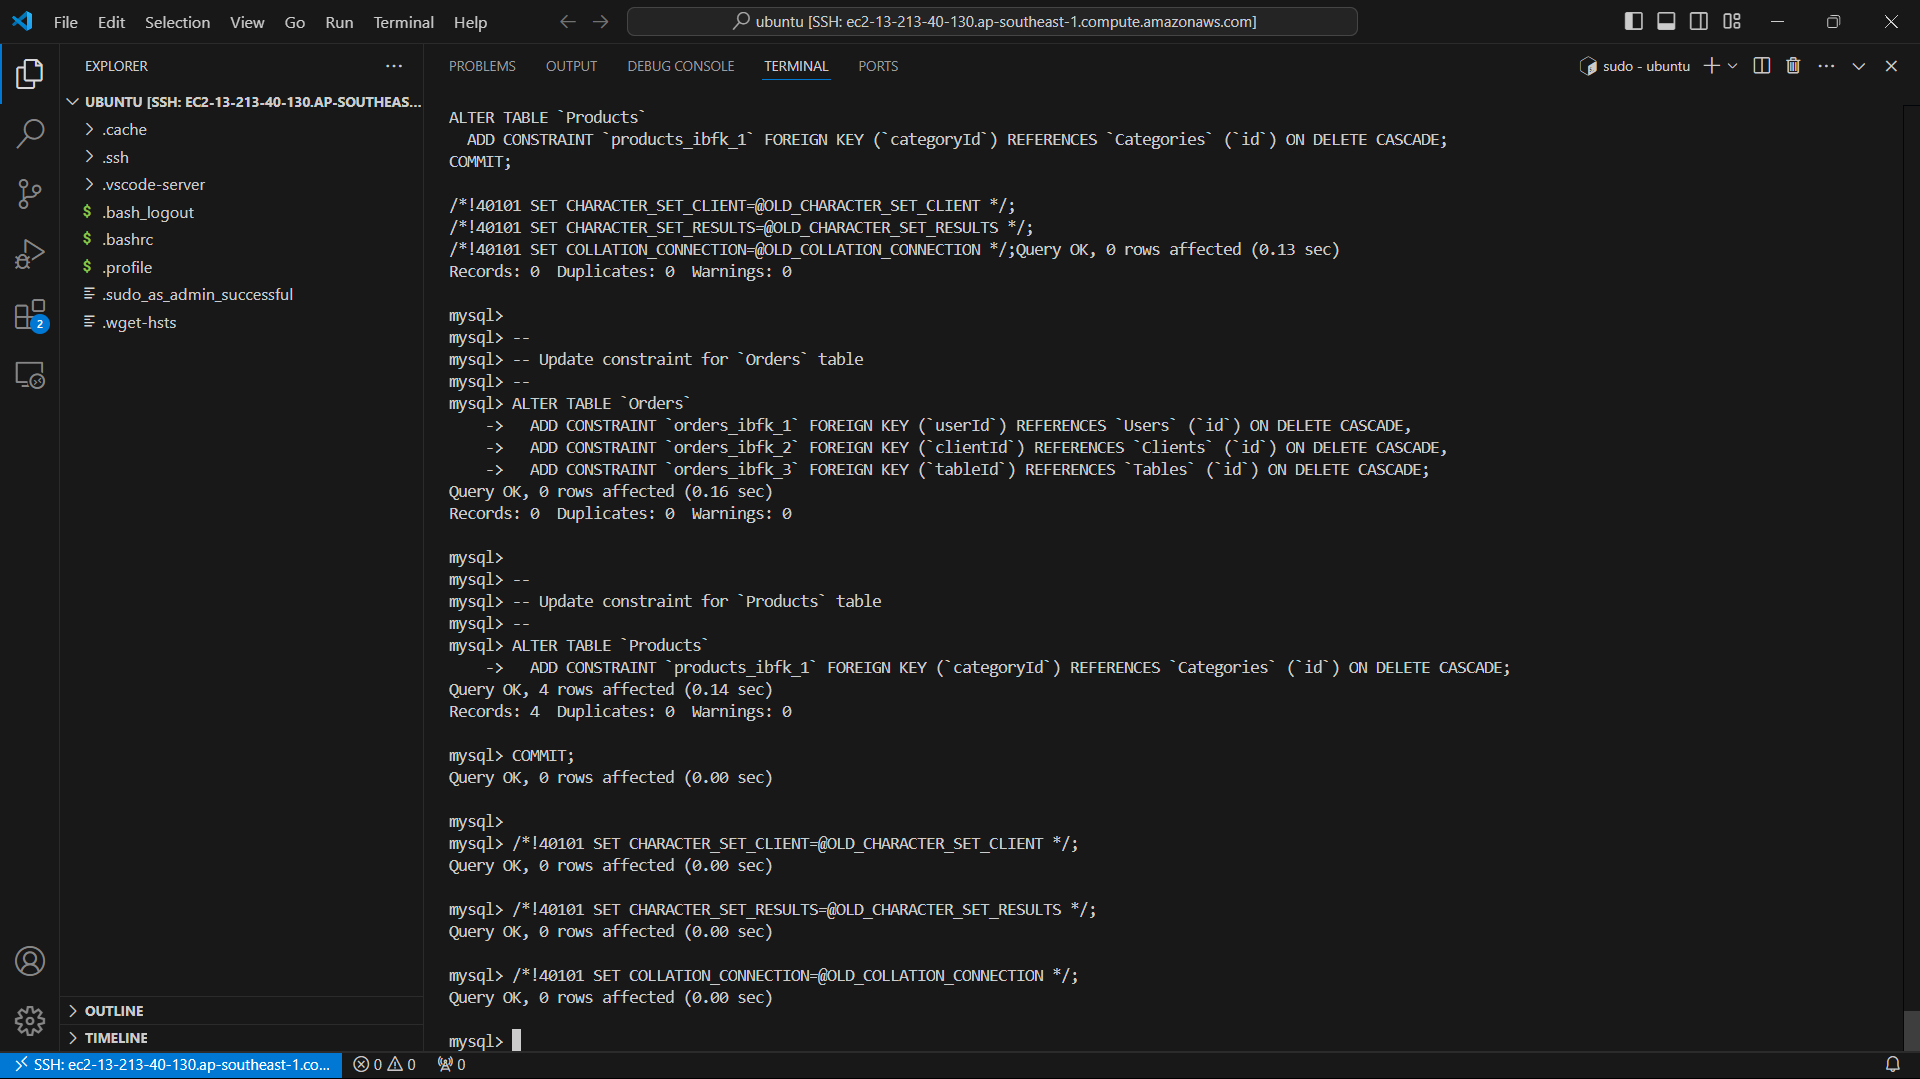 File Edit Selection View Go Run Terminal Help
ubuntu [SSH: ec2-13-213-40-130.ap-southeast-1.compute.amazonaws.com]
EXPLORER
UBUNTU [SSH: EC2-13-213-40-130.AP-SOUTHEAS...
.cache
.ssh
.vscode-server
$ .bash_logout
$ .bashrc
$ .profile
.sudo_as_admin_successful
.wget-hsts
2
OUTLINE
TIMELINE
PROBLEMS OUTPUT DEBUG CONSOLE TERMINAL PORTS
sudo - ubuntu
ALTER TABLE `Products`
  ADD CONSTRAINT `products_ibfk_1` FOREIGN KEY (`categoryId`) REFERENCES `Categories` (`id`) ON DELETE CASCADE;
COMMIT;
/*!40101 SET CHARACTER_SET_CLIENT=@OLD_CHARACTER_SET_CLIENT */;
/*!40101 SET CHARACTER_SET_RESULTS=@OLD_CHARACTER_SET_RESULTS */;
/*!40101 SET COLLATION_CONNECTION=@OLD_COLLATION_CONNECTION */;Query OK, 0 rows affected (0.13 sec)
Records: 0  Duplicates: 0  Warnings: 0
mysql>
mysql> --
mysql> -- Update constraint for `Orders` table
mysql> --
mysql> ALTER TABLE `Orders`
    ->   ADD CONSTRAINT `orders_ibfk_1` FOREIGN KEY (`userId`) REFERENCES `Users` (`id`) ON DELETE CASCADE,
    ->   ADD CONSTRAINT `orders_ibfk_2` FOREIGN KEY (`clientId`) REFERENCES `Clients` (`id`) ON DELETE CASCADE,
    ->   ADD CONSTRAINT `orders_ibfk_3` FOREIGN KEY (`tableId`) REFERENCES `Tables` (`id`) ON DELETE CASCADE;
Query OK, 0 rows affected (0.16 sec)
Records: 0  Duplicates: 0  Warnings: 0
mysql>
mysql> --
mysql> -- Update constraint for `Products` table
mysql> --
mysql> ALTER TABLE `Products`
    ->   ADD CONSTRAINT `products_ibfk_1` FOREIGN KEY (`categoryId`) REFERENCES `Categories` (`id`) ON DELETE CASCADE;
Query OK, 4 rows affected (0.14 sec)
Records: 4  Duplicates: 0  Warnings: 0
mysql> COMMIT;
Query OK, 0 rows affected (0.00 sec)
mysql>
mysql> /*!40101 SET CHARACTER_SET_CLIENT=@OLD_CHARACTER_SET_CLIENT */;
Query OK, 0 rows affected (0.00 sec)
mysql> /*!40101 SET CHARACTER_SET_RESULTS=@OLD_CHARACTER_SET_RESULTS */;
Query OK, 0 rows affected (0.00 sec)
mysql> /*!40101 SET COLLATION_CONNECTION=@OLD_COLLATION_CONNECTION */;
Query OK, 0 rows affected (0.00 sec)
mysql>
SSH: ec2-13-213-40-130.ap-southeast-1.co... 0 0 0